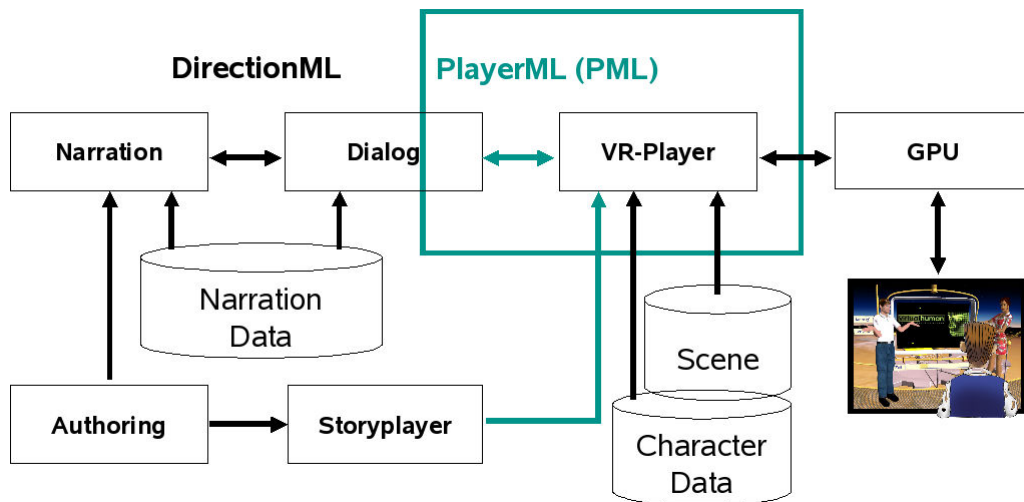 DirectionML
PlayerML (PML)
Narration
Dialog
VR-Player
GPU
Narration
Data
Scene
Authoring
Storyplayer
Character
Data